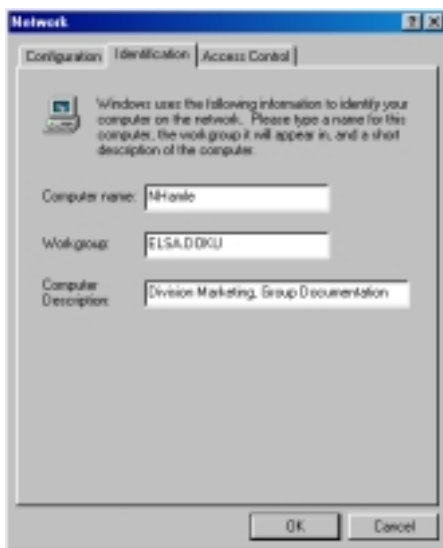 Network
Configuration Identification Access Control
Windows uses the following information to identify your
computer on the network. Please type a name for this
computer, the workgroup it will appear in, and a short
description of the computer.
Computer name:
Workgroup: ELSA.DOKU
Computer
Description: Division Marketing, Group Documentation
OK Cancel